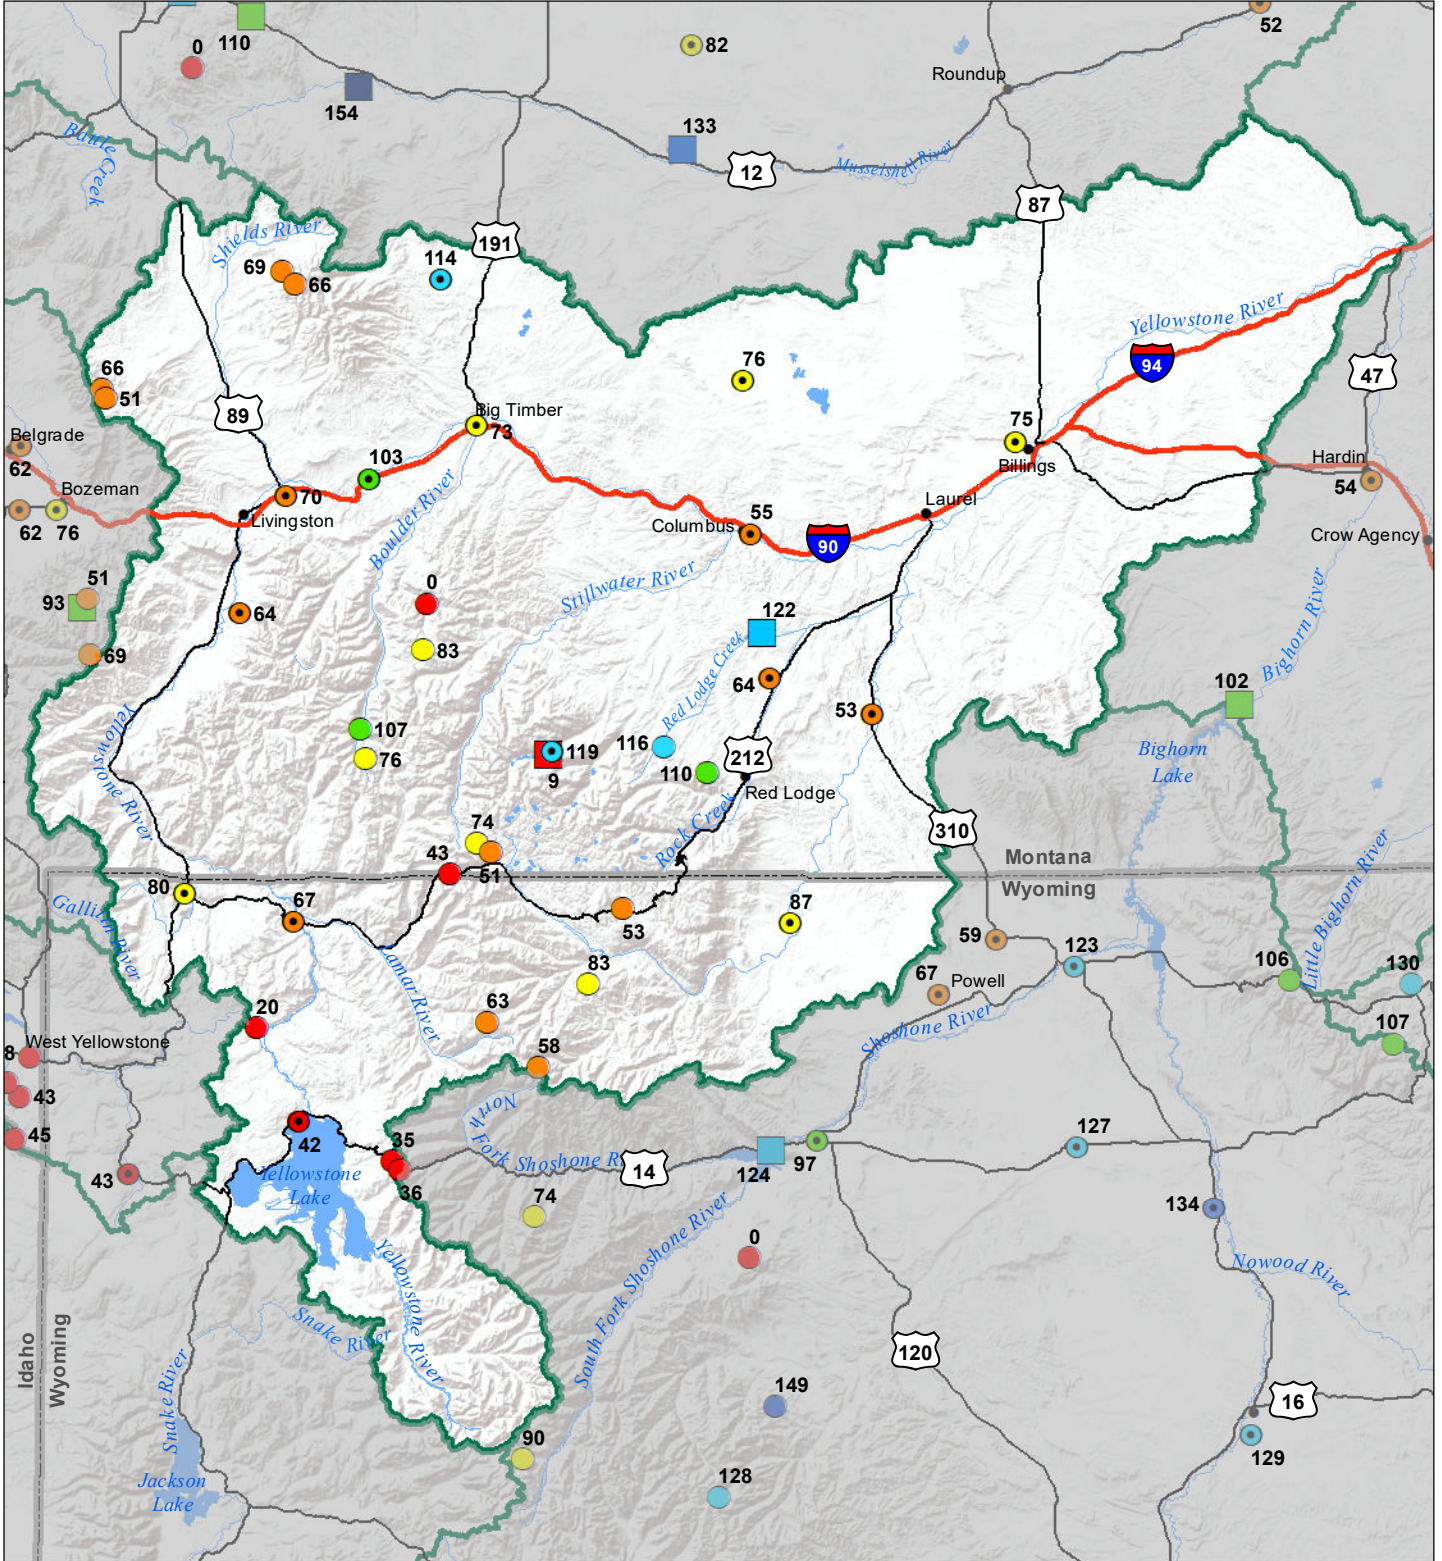 52
110
0
82
Roundup
154
133
Battle Creek
12
Musselshell River
87
Shields River
191
69
66
114
Yellowstone River
94
47
66
51
76
89
Big Timber
73
75
Belgrade
62
Billings
Hardin
54
103
Bozeman
62
76
70
Livingston
Boulder River
Columbus
55
Laurel
90
Crow Agency
51
93
0
Stillwater River
64
122
83
69
Red Lodge Creek
Bighorn River
64
53
102
107
76
119
9
116
110
212
Red Lodge
Bighorn
Lake
Yellowstone River
Rock Creek
310
74
51
43
Montana
Wyoming
Little Bighorn River
80
67
Gallatin River
53
87
59
123
106
130
Lamar River
83
67
Powell
63
Shoshone River
20
107
West Yellowstone
8
58
43
45
North
Fork Shoshone R
42
35
36
Yellowstone
Lake
14
124
97
127
43
74
134
0
South Fork Shoshone River
Nowood River
Yellowstone River
Snake River
Idaho
Wyoming
120
Snake River
149
16
90
129
Jackson
Lake
128